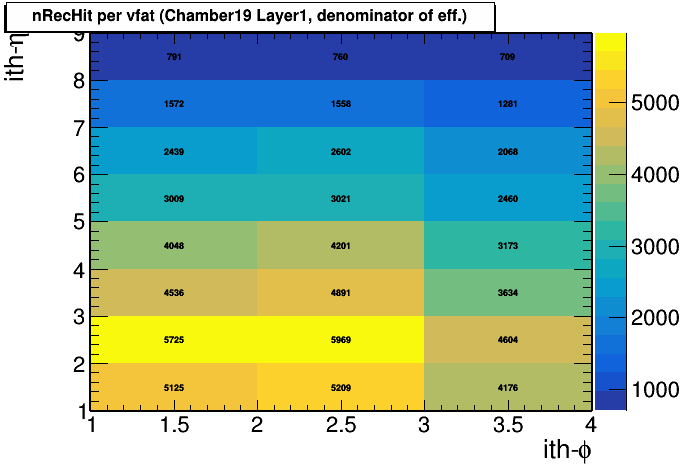 nRecHit per vfat (Chamber19 Layer1, denominator of eff.)
ith-η
9
791 760 709
8
1572 1558 1281
7
2439 2602 2068
6
3009 3021 2460
5
4048 4201 3173
4
4536 4891 3634
3
5725 5969 4604
2
5125 5209 4176
1
1 1.5 2 2.5 3 3.5 4
ith-ϕ
5000
4000
3000
2000
1000